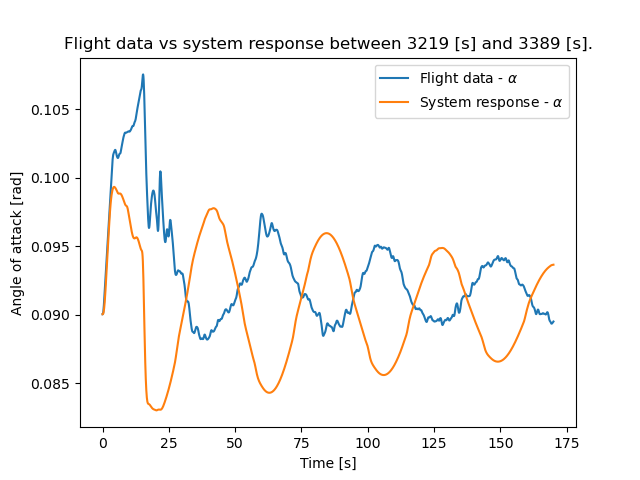 Flight data vs system response between 3219 [s] and 3389 [s].
Flight data - α
System response - α
Angle of attack [rad]
0.105
0.100
0.095
0.090
0.085
0 25 50 75 100 125 150 175
Time [s]